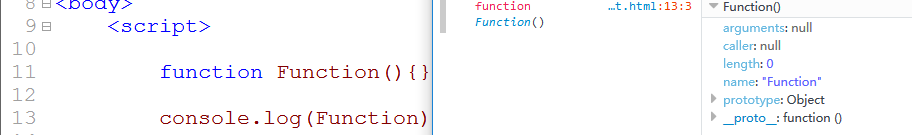 8 <body>
9 <script>
10
11 function Function(){}
12
13 console.log(Function)
function …t.html:13:3
Function()
Function()
arguments: null
caller: null
length: 0
name: "Function"
prototype: Object
__proto_: function ()